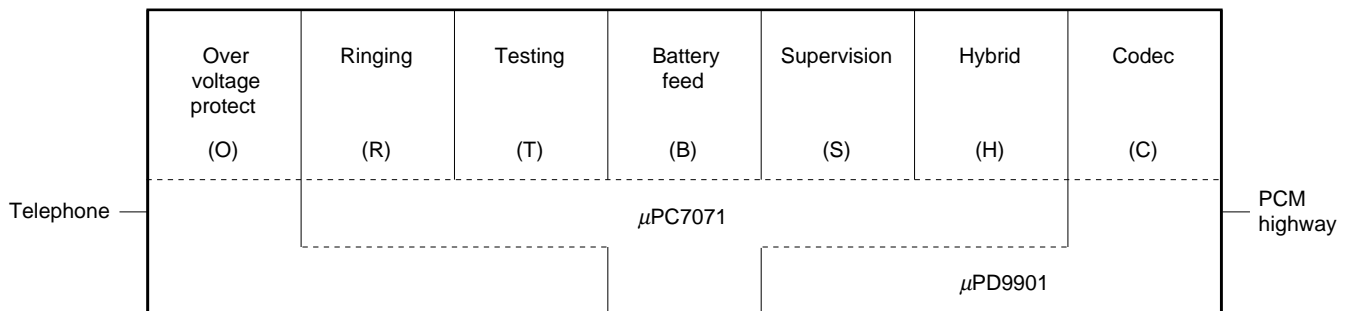 Over
voltage
protect
(O)
Ringing
(R)
Testing
(T)
Battery
feed
(B)
Supervision
(S)
Hybrid
(H)
Codec
(C)
Telephone
μPC7071
PCM
highway
μPD9901